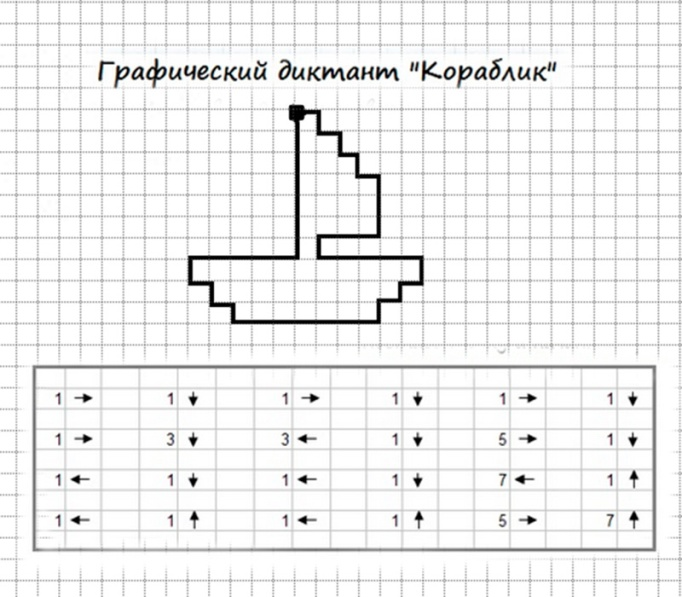 Графический диктант "Кораблик"
1 → 1 ↓ 1 → 1 ↓ 1 → 1 ↓
1 → 3 ↓ 3 ← 1 ↓ 5 → 1 ↓
1 ← 1 ↓ 1 ← 1 ↓ 7 ← 1 ↑
1 ← 1 ↑ 1 ← 1 ↑ 5 → 7 ↑